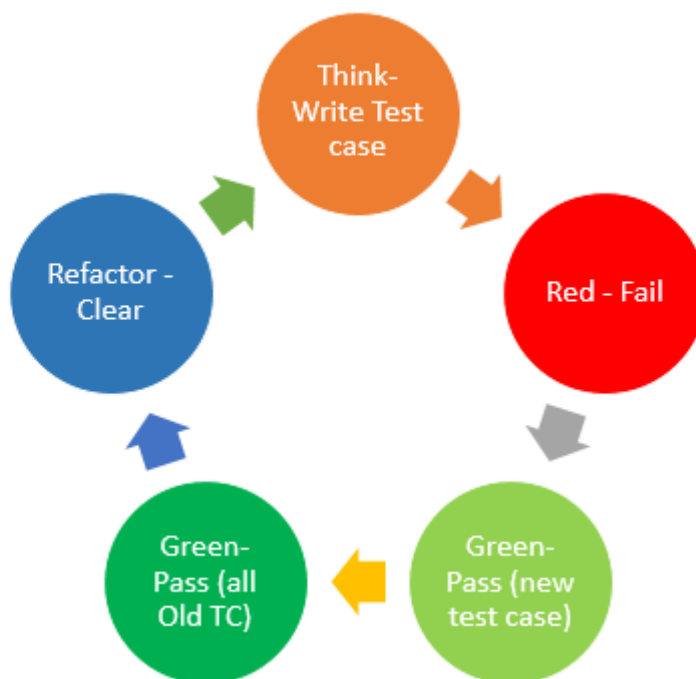 Think-
Write Test
case
Red - Fail
Green-
Pass (new
test case)
Green-
Pass (all
Old TC)
Refactor -
Clear